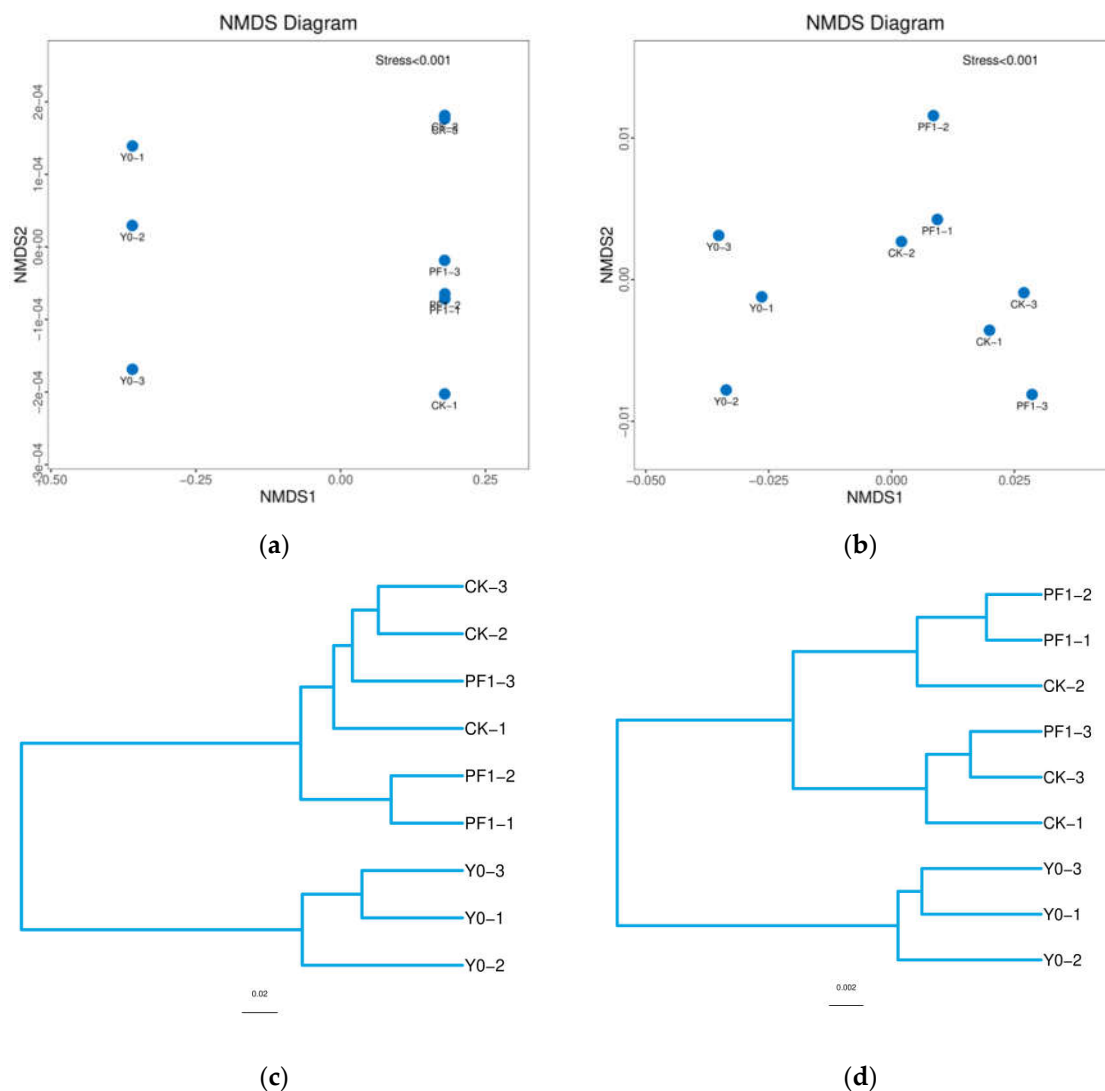 NMDS Diagram
Stress<0.001
NMDS2
2e−04
1e−04
0e+00
−1e−04
−2e−04
−3e−04
CK−3
Y0−1
Y0−2
PF1−3
PF1−2
PF1−1
Y0−3
CK−1
−0.50
−0.25
0.00
0.25
NMDS1
(a)
NMDS Diagram
Stress<0.001
NMDS2
0.01
0.00
−0.01
PF1−2
PF1−1
CK−2
Y0−3
Y0−1
CK−3
CK−1
Y0−2
PF1−3
−0.050
−0.025
0.000
0.025
NMDS1
(b)
CK−3
CK−2
PF1−3
CK−1
PF1−2
PF1−1
Y0−3
Y0−1
Y0−2
0.02
(c)
PF1−2
PF1−1
CK−2
PF1−3
CK−3
CK−1
Y0−3
Y0−1
Y0−2
0.002
(d)